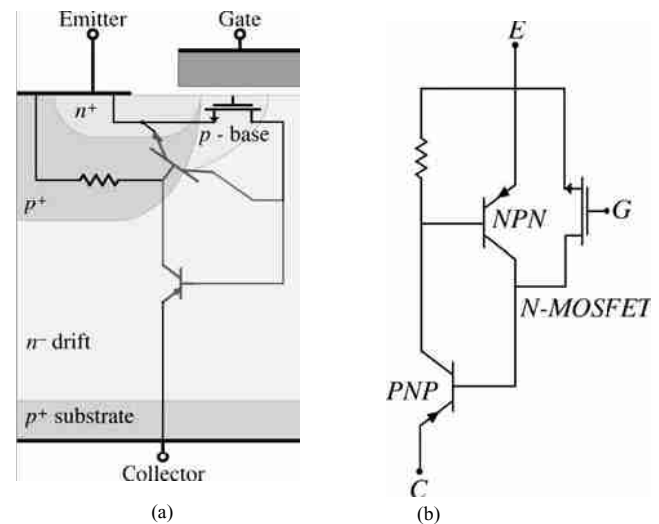 Emitter
Gate
n+
p - base
p+
n– drift
p+ substrate
Collector
(a)
E
NPN
G
N-MOSFET
PNP
C
(b)